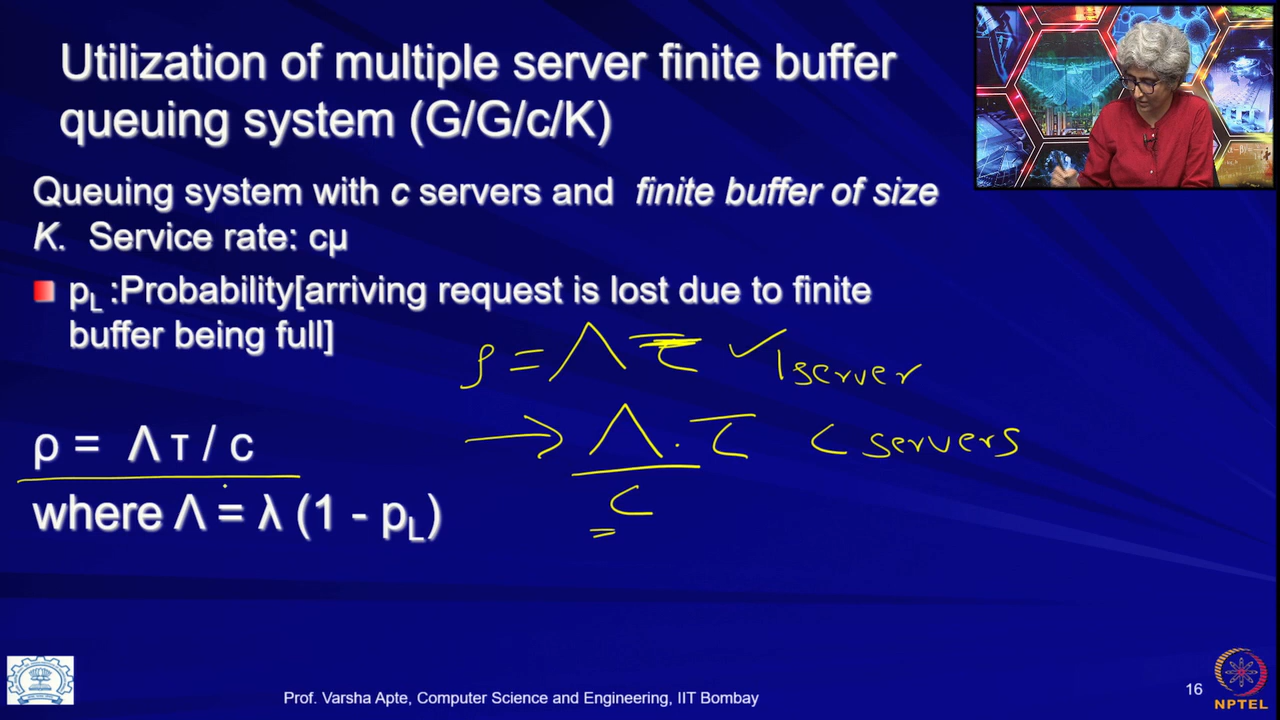 Utilization of multiple server finite buffer
queuing system (G/G/c/K)
Queuing system with c servers and finite buffer of size
K. Service rate: cμ
pL :Probability[arriving request is lost due to finite
buffer being full]
ρ = Λτ ✓ 1 server
→ Λ/c · τ c servers
ρ = Λ τ / c
where Λ = λ (1 - pL)
Prof. Varsha Apte, Computer Science and Engineering, IIT Bombay
16
NPTEL